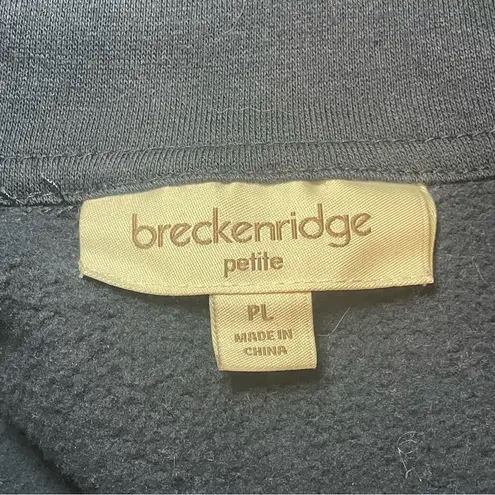 breckenridge
petite
PL
MADE IN
CHINA